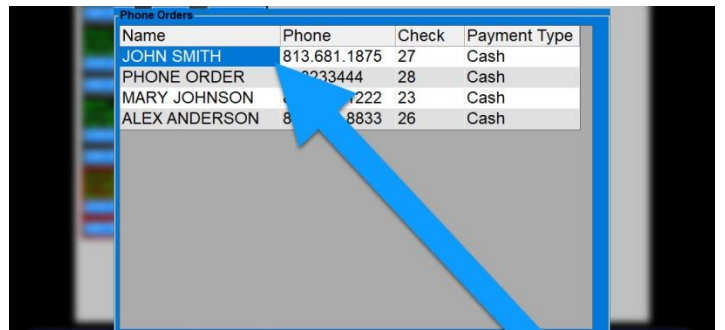 Phone Orders
Name Phone Check Payment Type
JOHN SMITH 813.681.1875 27 Cash
PHONE ORDER 28 Cash
MARY JOHNSON 23 Cash
ALEX ANDERSON 26 Cash